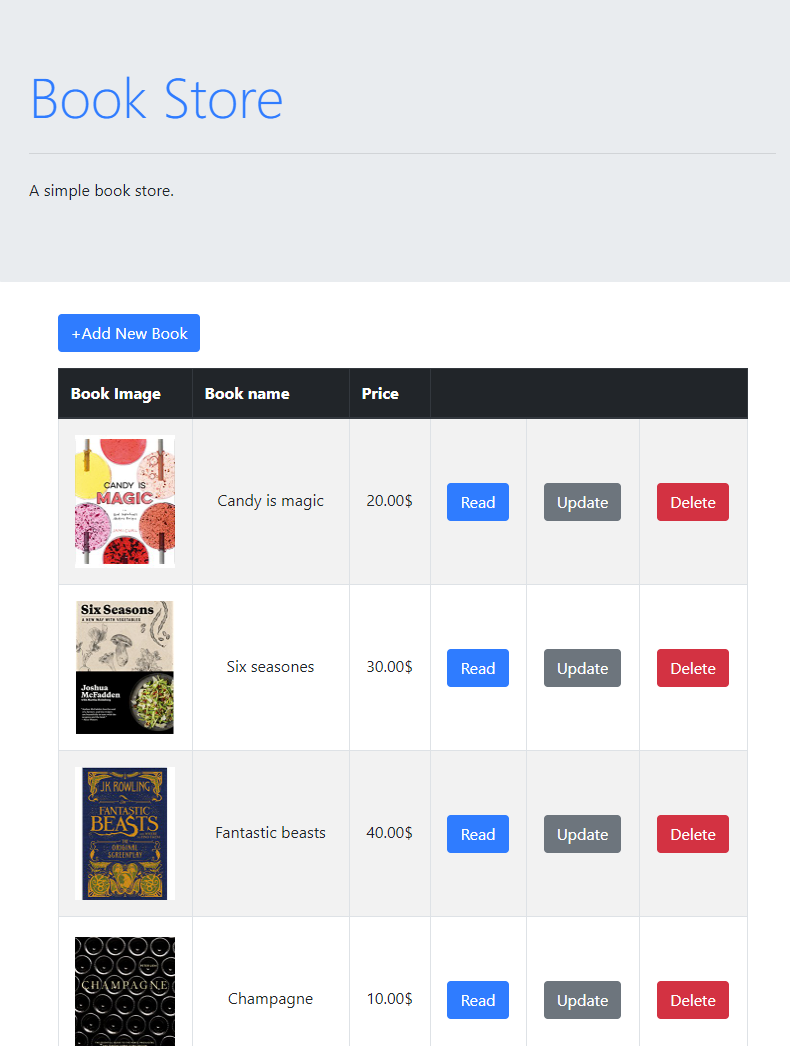 Book Store
A simple book store.
+Add New Book
Book Image Book name Price
CANDY IS
MAGIC
Candy is magic 20.00$ Read Update Delete
Six Seasons
A NEW WAY WITH VEGETABLES
Joshua
McFadden
Six seasones 30.00$ Read Update Delete
J.K. ROWLING
FANTASTIC
BEASTS
THE
ORIGINAL
SCREENPLAY
Fantastic beasts 40.00$ Read Update Delete
CHAMPAGNE
Champagne 10.00$ Read Update Delete